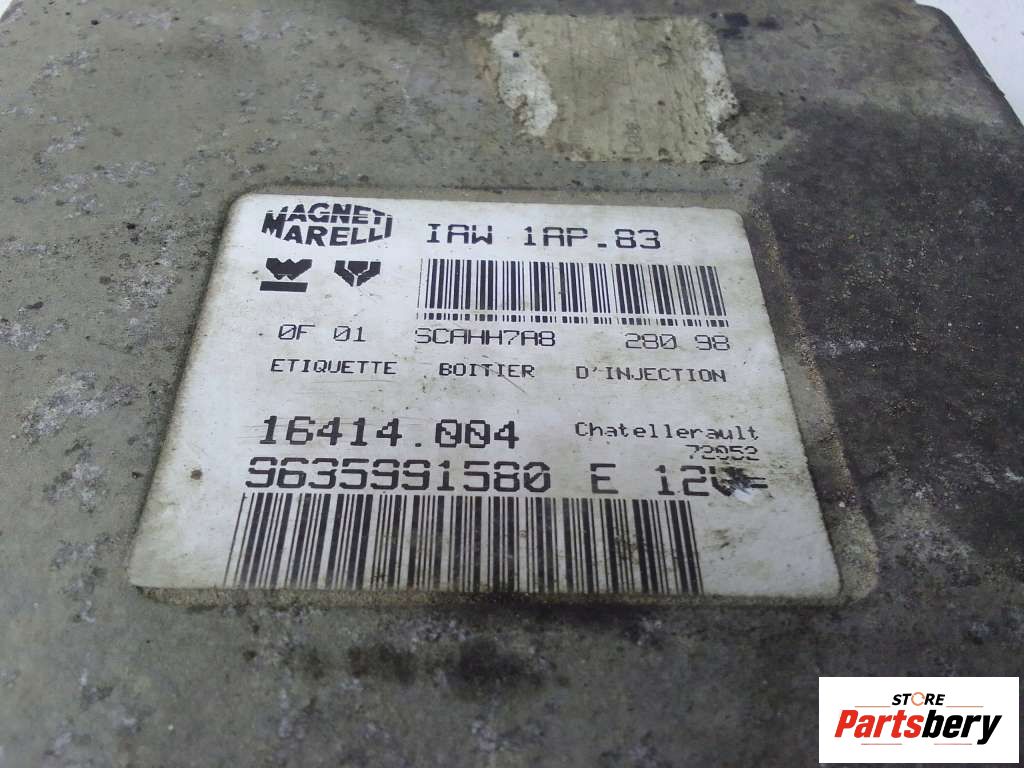 MAGNETI
MARELLI
IAW 1AP.83
0F 01 SCAHH7A8 280 98
ETIQUETTE BOITIER D'INJECTION
16414.004 Chatellerault
72052
9635991580 E 12V=
STORE
Partsbery